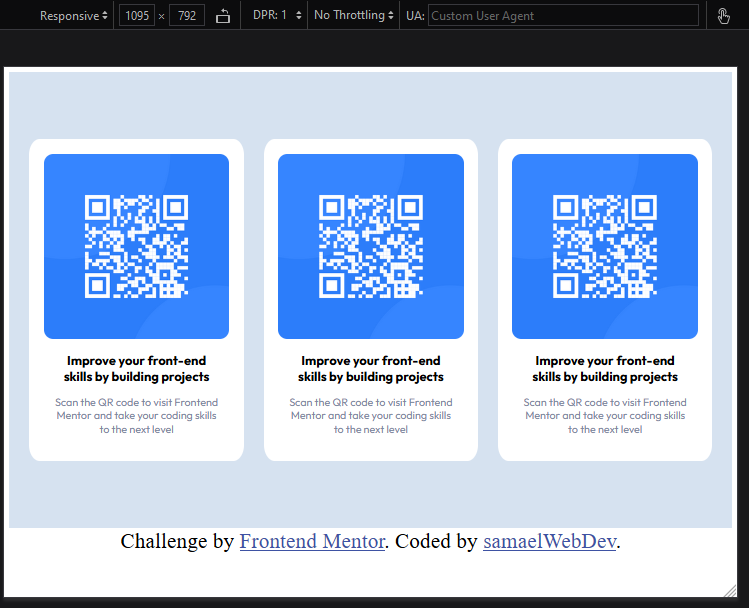 Responsive 1095 × 792 DPR: 1 No Throttling UA: Custom User Agent
Improve your front-end
skills by building projects
Scan the QR code to visit Frontend
Mentor and take your coding skills
to the next level
Improve your front-end
skills by building projects
Scan the QR code to visit Frontend
Mentor and take your coding skills
to the next level
Improve your front-end
skills by building projects
Scan the QR code to visit Frontend
Mentor and take your coding skills
to the next level
Challenge by Frontend Mentor. Coded by samaelWebDev.